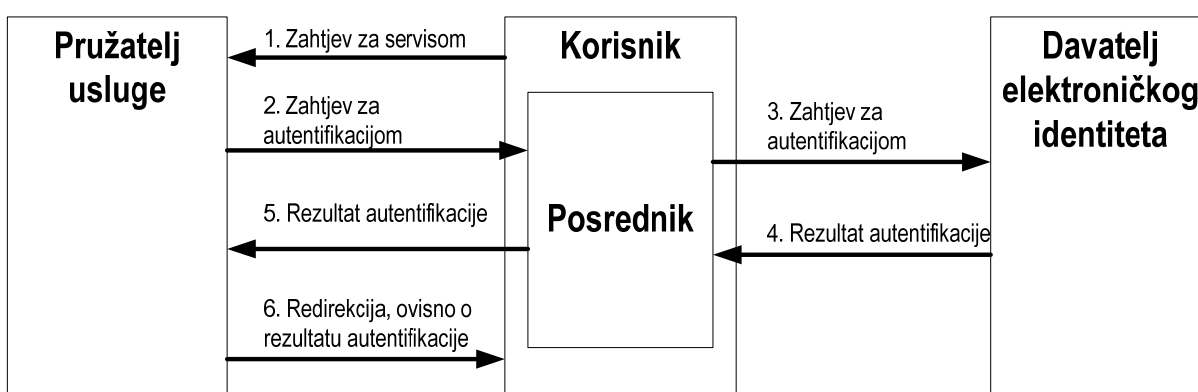 Pružatelj
usluge
1. Zahtjev za servisom
Korisnik
Davatelj
elektroničkog
identiteta
2. Zahtjev za
autentifikacijom
3. Zahtjev za
autentifikacijom
5. Rezultat autentifikacije
Posrednik
4. Rezultat autentifikacije
6. Redirekcija, ovisno o
rezultatu autentifikacije